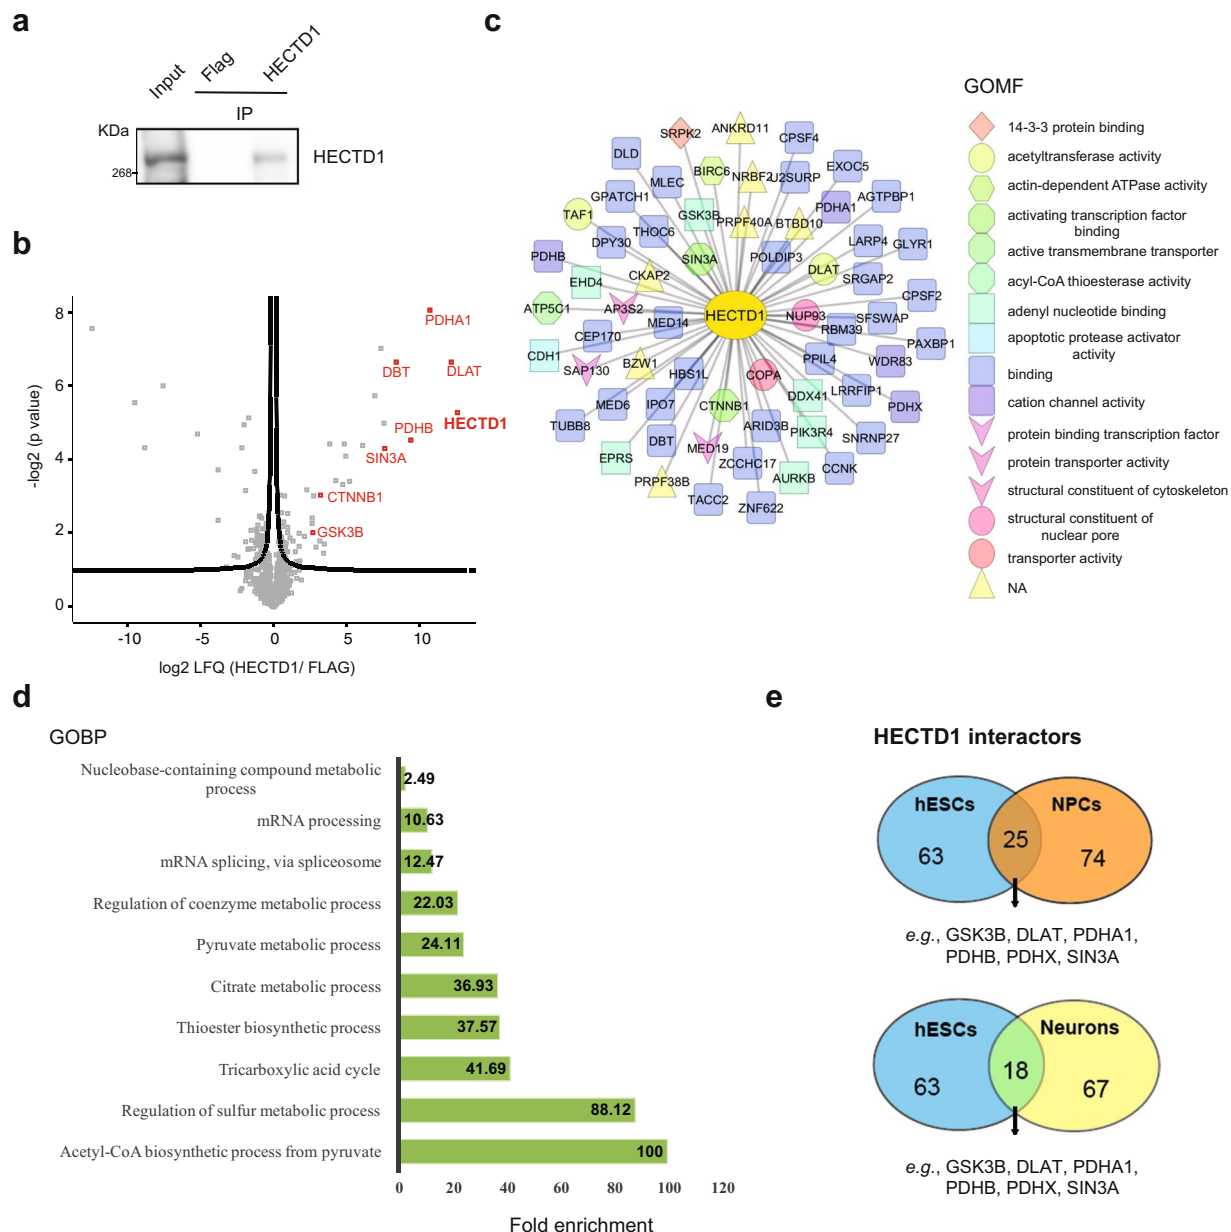 a
Input
Flag
HECTD1
IP
KDa
268
HECTD1
b
-log2 (p value)
8
6
4
2
0
-10
-5
0
5
10
log2 LFQ (HECTD1/ FLAG)
PDHA1
DBT
DLAT
HECTD1
PDHB
SIN3A
CTNNB1
GSK3B
c
SRPK2
ANKRD11
CPSF4
DLD
BIRC6
NRBF2
U2SURP
EXOC5
MLEC
GPATCH1
GSK3B
PRPF40A
BTBD10
PDHA1
AGTPBP1
TAF1
THOC6
DPY30
SIN3A
POLDIP3
LARP4
GLYR1
PDHB
EHD4
CKAP2
DLAT
SRGAP2
CPSF2
ATP5C1
AP3S2
HECTD1
NUP93
SFSWAP
CEP170
MED14
RBM39
PAXBP1
CDH1
SAP130
BZW1
HBS1L
COPA
PPIL4
WDR83
MED6
IPO7
CTNNB1
DDX41
LRRFIP1
PDHX
TUBB8
DBT
MED19
ARID3B
PIK3R4
SNRNP27
EPRS
ZCCHC17
CCNK
PRPF38B
AURKB
TACC2
ZNF622
GOMF
14-3-3 protein binding
acetyltransferase activity
actin-dependent ATPase activity
activating transcription factor
binding
active transmembrane transporter
acyl-CoA thioesterase activity
adenyl nucleotide binding
apoptotic protease activator
activity
binding
cation channel activity
protein binding transcription factor
protein transporter activity
structural constituent of cytoskeleton
structural constituent of
nuclear pore
transporter activity
NA
d
GOBP
Nucleobase-containing compound metabolic
process
2.49
mRNA processing
10.63
mRNA splicing, via spliceosome
12.47
Regulation of coenzyme metabolic process
22.03
Pyruvate metabolic process
24.11
Citrate metabolic process
36.93
Thioester biosynthetic process
37.57
Tricarboxylic acid cycle
41.69
Regulation of sulfur metabolic process
88.12
Acetyl-CoA biosynthetic process from pyruvate
100
0
20
40
60
80
100
120
Fold enrichment
e
HECTD1 interactors
hESCs
NPCs
63
25
74
e.g., GSK3B, DLAT, PDHA1,
PDHB, PDHX, SIN3A
hESCs
Neurons
63
18
67
e.g., GSK3B, DLAT, PDHA1,
PDHB, PDHX, SIN3A